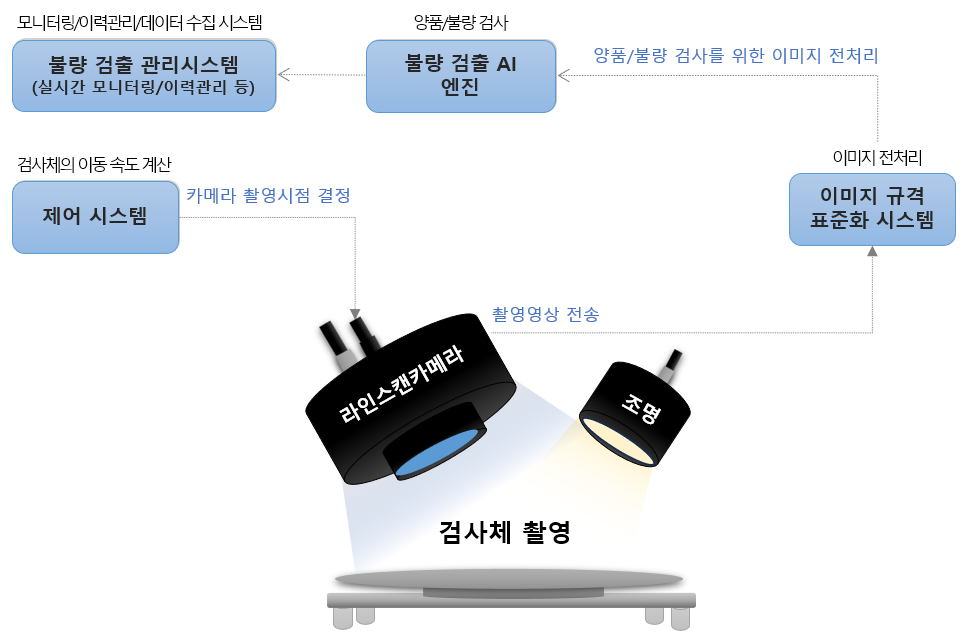 모니터링/이력관리/데이터 수집 시스템
불량 검출 관리시스템
(실시간 모니터링/이력관리 등)
양품/불량 검사
불량 검출 AI
엔진
양품/불량 검사를 위한 이미지 전처리
이미지 전처리
이미지 규격
표준화 시스템
검사체의 이동 속도 계산
제어 시스템
카메라 촬영시점 결정
촬영영상 전송
라인스캔카메라
조명
검사체 촬영